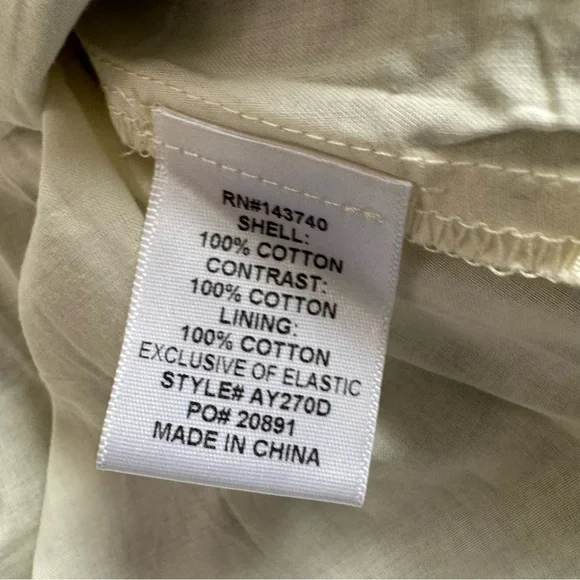 RN#143740
SHELL:
100% COTTON
CONTRAST:
100% COTTON
LINING:
100% COTTON
EXCLUSIVE OF ELASTIC
STYLE# AY270D
PO# 20891
MADE IN CHINA